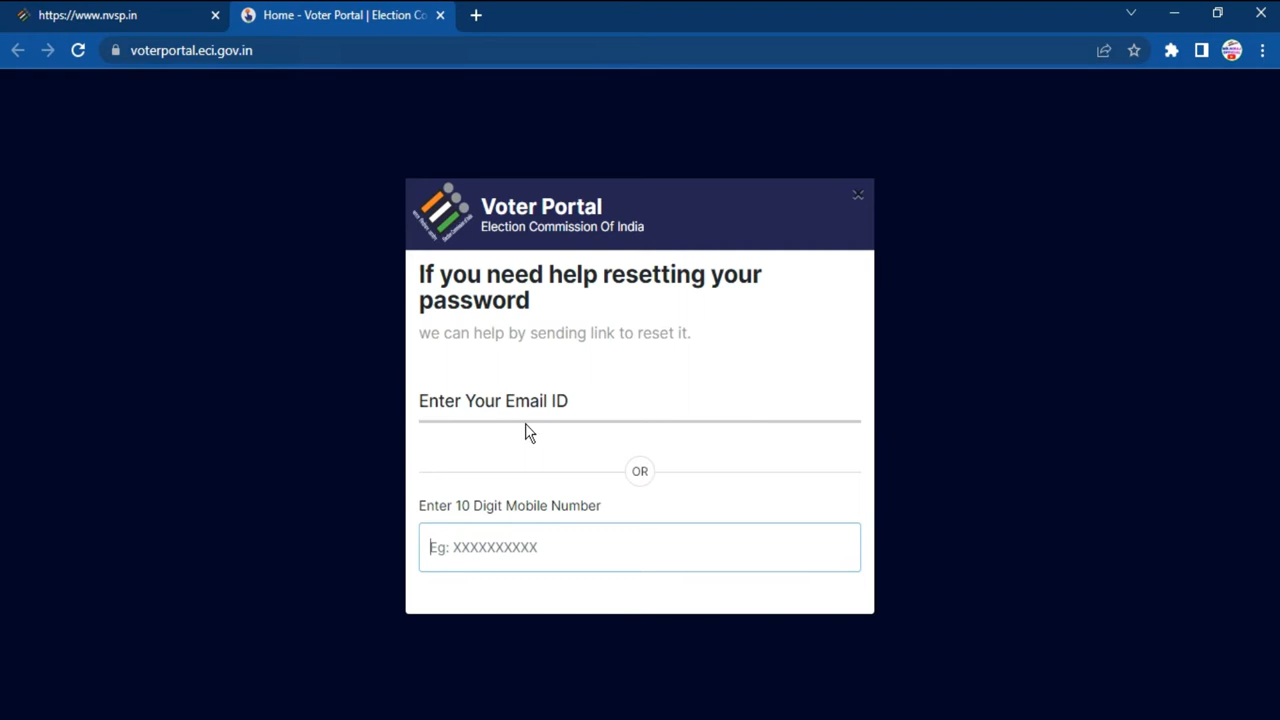 https://www.nvsp.in
Home - Voter Portal | Election Co
voterportal.eci.gov.in
Voter Portal
Election Commission Of India
If you need help resetting your
password
we can help by sending link to reset it.
Enter Your Email ID
OR
Enter 10 Digit Mobile Number
Eg: XXXXXXXXXX